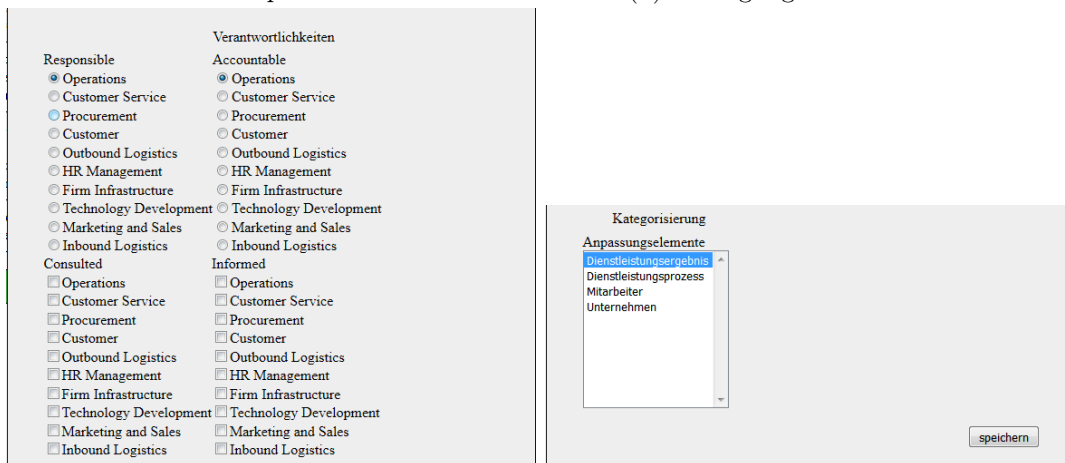 Verantwortlichkeiten
Responsible Accountable
Operations Operations
Customer Service Customer Service
Procurement Procurement
Customer Customer
Outbound Logistics Outbound Logistics
HR Management HR Management
Firm Infrastructure Firm Infrastructure
Technology Development Technology Development
Marketing and Sales Marketing and Sales
Inbound Logistics Inbound Logistics
Consulted Informed
Operations Operations
Customer Service Customer Service
Procurement Procurement
Customer Customer
Outbound Logistics Outbound Logistics
HR Management HR Management
Firm Infrastructure Firm Infrastructure
Technology Development Technology Development
Marketing and Sales Marketing and Sales
Inbound Logistics Inbound Logistics
Kategorisierung
Anpassungselemente
Dienstleistungsergebnis
Dienstleistungsprozess
Mitarbeiter
Unternehmen
speichern